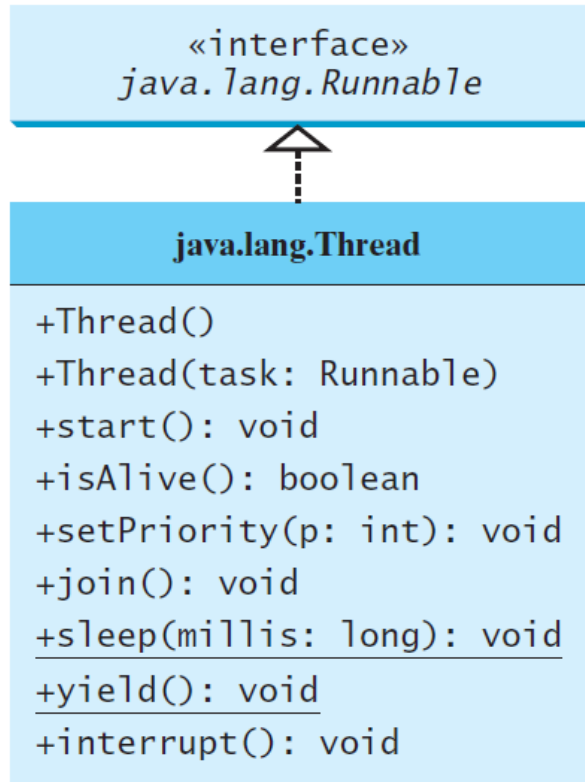 «interface»
java.lang.Runnable
java.lang.Thread
+Thread()
+Thread(task: Runnable)
+start(): void
+isAlive(): boolean
+setPriority(p: int): void
+join(): void
+sleep(millis: long): void
+yield(): void
+interrupt(): void